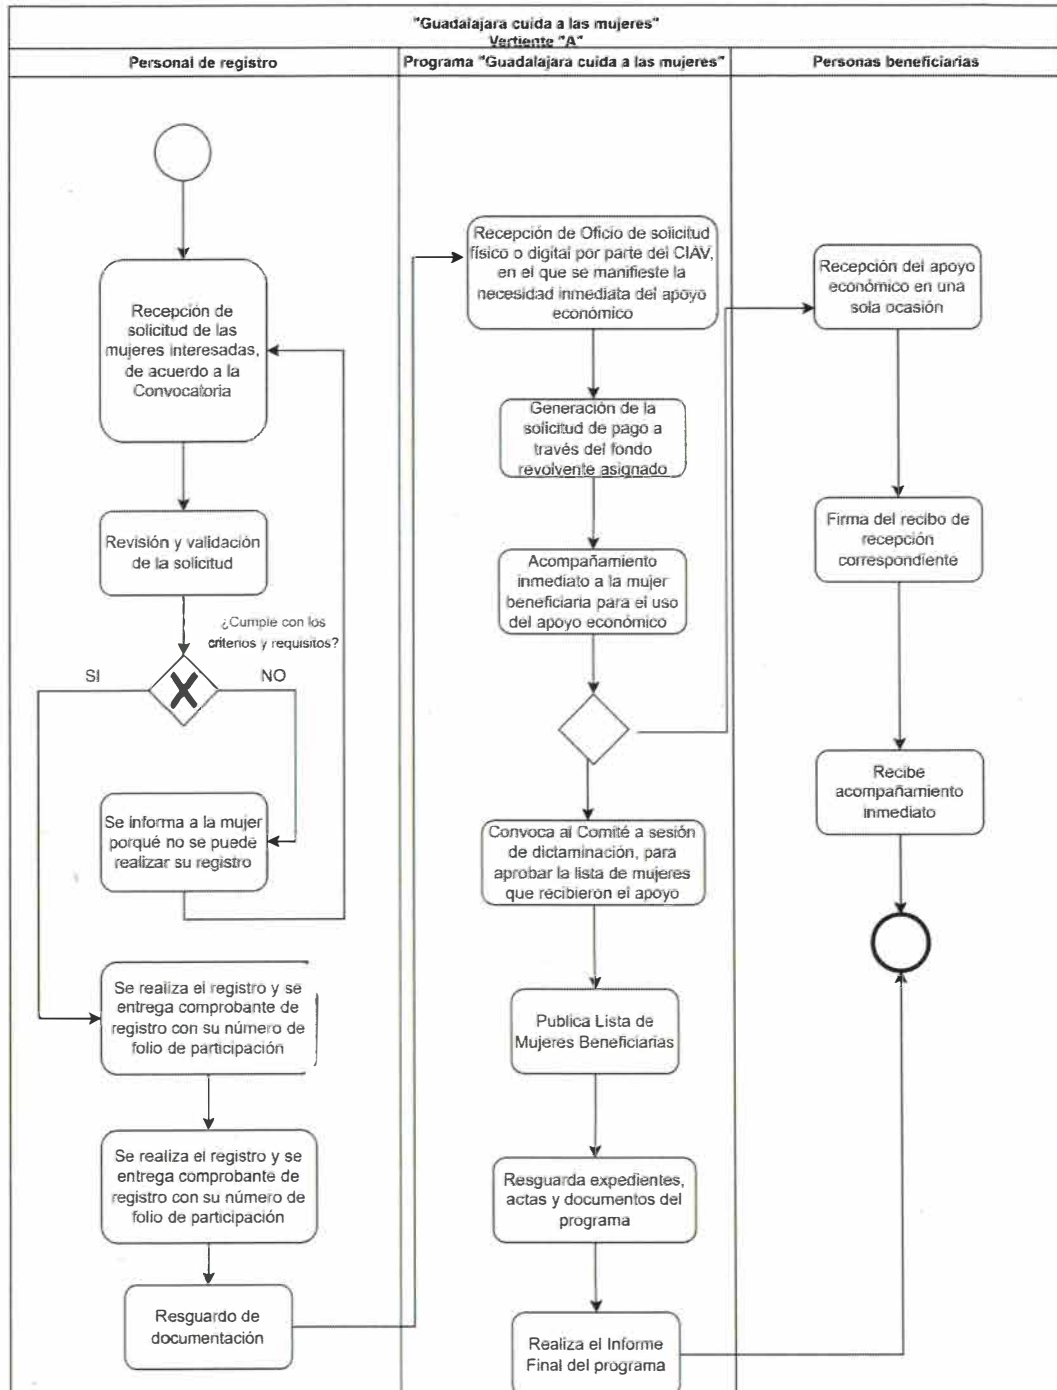 "Guadalajara cuida a las mujeres"
Vertiente "A"
Personal de registro
Programa "Guadalajara cuida a las mujeres"
Personas beneficiarias
Recepción de
solicitud de las
mujeres interesadas,
de acuerdo a la
Convocatoria
Revisión y validación
de la solicitud
¿Cumple con los
criterios y requisitos?
SI
NO
Se informa a la mujer
porqué no se puede
realizar su registro
Se realiza el registro y se
entrega comprobante de
registro con su número de
folio de participación
Se realiza el registro y se
entrega comprobante de
registro con su número de
folio de participación
Resguardo de
documentación
Recepción de Oficio de solicitud
físico o digital por parte del CIAV,
en el que se manifieste la
necesidad inmediata del apoyo
económico
Generación de la
solicitud de pago a
través del fondo
revolvente asignado
Acompañamiento
inmediato a la mujer
beneficiaria para el uso
del apoyo económico
Convoca al Comité a sesión
de dictaminación, para
aprobar la lista de mujeres
que recibieron el apoyo
Publica Lista de
Mujeres Beneficiarias
Resguarda expedientes,
actas y documentos del
programa
Realiza el Informe
Final del programa
Recepción del apoyo
económico en una
sola ocasión
Firma del recibo de
recepción
correspondiente
Recibe
acompañamiento
inmediato